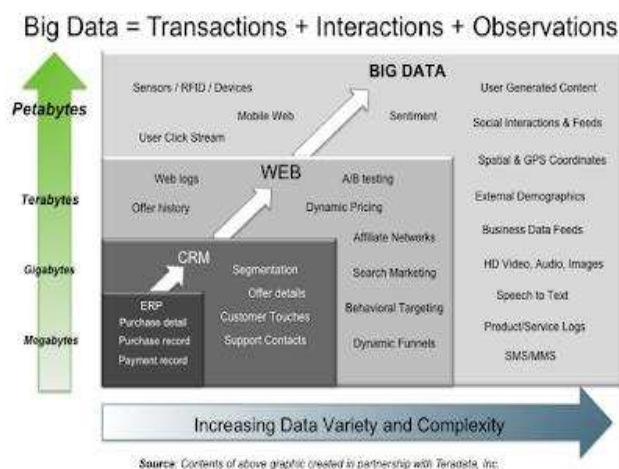 Big Data = Transactions + Interactions + Observations
BIG DATA
Sensors / RFID / Devices
Mobile Web
User Click Stream
Sentiment
User Generated Content
Social Interactions & Feeds
Spatial & GPS Coordinates
External Demographics
Business Data Feeds
HD Video, Audio, Images
Speech to Text
Product/Service Logs
SMS/MMS
WEB
Web logs
Offer history
A/B testing
Dynamic Pricing
Affiliate Networks
Search Marketing
Behavioral Targeting
Dynamic Funnels
CRM
Segmentation
Offer details
Customer Touches
Support Contacts
ERP
Purchase detail
Purchase record
Payment record
Petabytes
Terabytes
Gigabytes
Megabytes
Increasing Data Variety and Complexity
Source: Contents of above graphic created in partnership with Teradata, Inc.